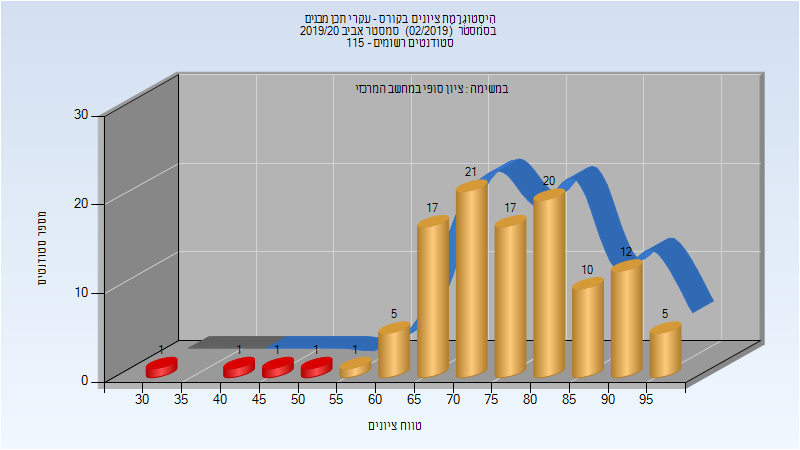 היסטוגרמת ציונים בקורס - עקרי תכן מבנים
בסמסטר (02/2019) סמסטר אביב 2019/20
סטודנטים רשומים - 115
במשימה : ציון סופי במחשב המרכזי
מספר סטודנטים
30
20
10
0
1 1 1 1 1 5 17 21 17 20 10 12 5
30 35 40 45 50 55 60 65 70 75 80 85 90 95
טווח ציונים